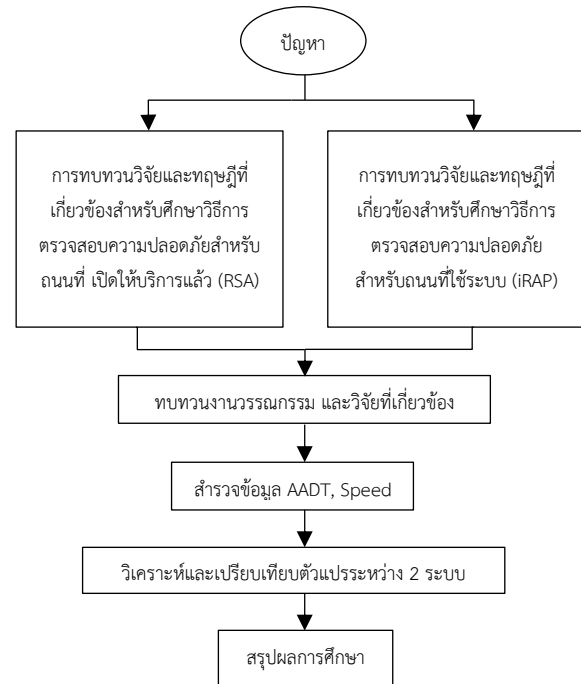 ปัญหา
การทบทวนวิจัยและทฤษฎีที่
เกี่ยวข้องสำหรับศึกษาวิธีการ
ตรวจสอบความปลอดภัยสำหรับ
ถนนที่ เปิดให้บริการแล้ว (RSA)
การทบทวนวิจัยและทฤษฎีที่
เกี่ยวข้องสำหรับศึกษาวิธีการ
ตรวจสอบความปลอดภัย
สำหรับถนนที่ใช้ระบบ (iRAP)
ทบทวนงานวรรณกรรม และวิจัยที่เกี่ยวข้อง
สำรวจข้อมูล AADT, Speed
วิเคราะห์และเปรียบเทียบตัวแปรระหว่าง 2 ระบบ
สรุปผลการศึกษา